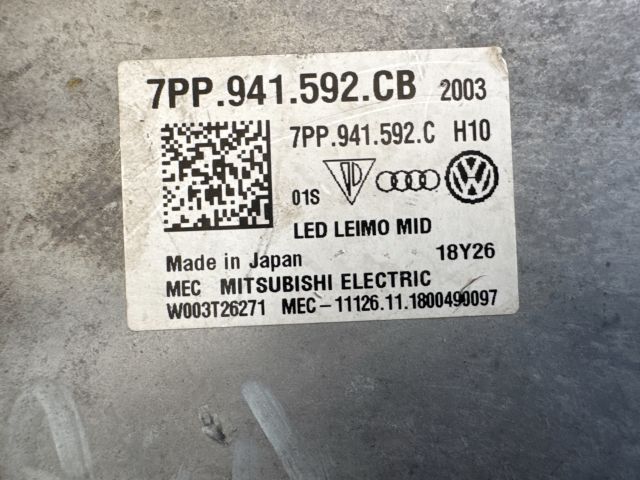 7PP.941.592.CB 2003
7PP.941.592.C H10
01S
LED LEIMO MID
Made in Japan 18Y26
MEC MITSUBISHI ELECTRIC
W003T26271 MEC-11126.11.1800490097